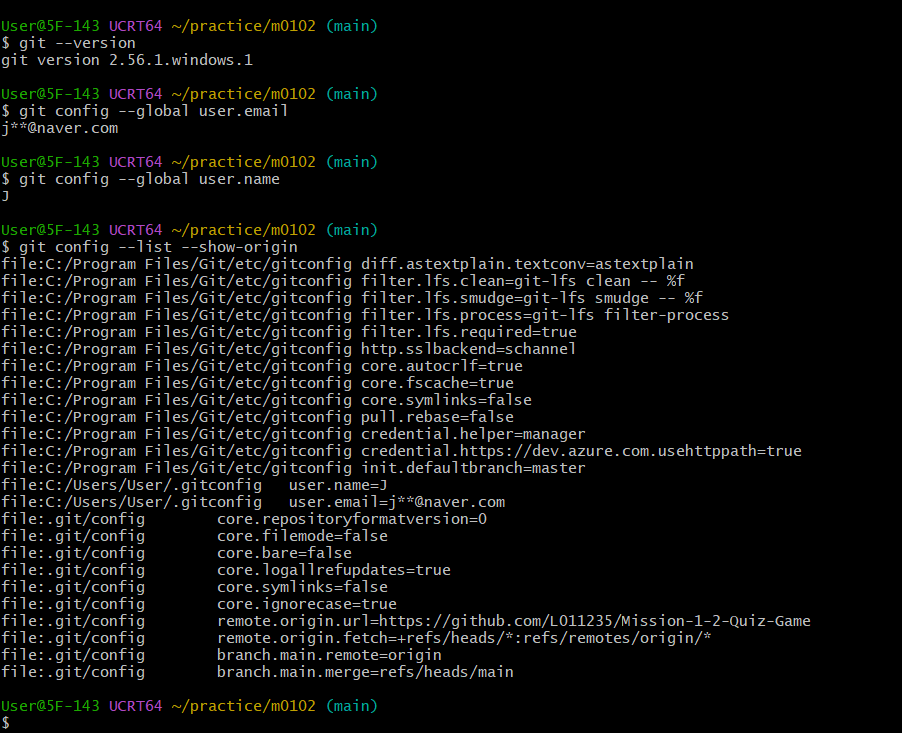 User@5F-143 UCRT64 ~/practice/m0102 (main)
$ git --version
git version 2.56.1.windows.1
User@5F-143 UCRT64 ~/practice/m0102 (main)
$ git config --global user.email
j**@naver.com
User@5F-143 UCRT64 ~/practice/m0102 (main)
$ git config --global user.name
J
User@5F-143 UCRT64 ~/practice/m0102 (main)
$ git config --list --show-origin
file:C:/Program Files/Git/etc/gitconfig diff.astextplain.textconv=astextplain
file:C:/Program Files/Git/etc/gitconfig filter.lfs.clean=git-lfs clean -- %f
file:C:/Program Files/Git/etc/gitconfig filter.lfs.smudge=git-lfs smudge -- %f
file:C:/Program Files/Git/etc/gitconfig filter.lfs.process=git-lfs filter-process
file:C:/Program Files/Git/etc/gitconfig filter.lfs.required=true
file:C:/Program Files/Git/etc/gitconfig http.sslbackend=schannel
file:C:/Program Files/Git/etc/gitconfig core.autocrlf=true
file:C:/Program Files/Git/etc/gitconfig core.fscache=true
file:C:/Program Files/Git/etc/gitconfig core.symlinks=false
file:C:/Program Files/Git/etc/gitconfig pull.rebase=false
file:C:/Program Files/Git/etc/gitconfig credential.helper=manager
file:C:/Program Files/Git/etc/gitconfig credential.https://dev.azure.com.usehttppath=true
file:C:/Program Files/Git/etc/gitconfig init.defaultbranch=master
file:C:/Users/User/.gitconfig user.name=J
file:C:/Users/User/.gitconfig user.email=j**@naver.com
file:.git/config core.repositoryformatversion=0
file:.git/config core.filemode=false
file:.git/config core.bare=false
file:.git/config core.logallrefupdates=true
file:.git/config core.symlinks=false
file:.git/config core.ignorecase=true
file:.git/config remote.origin.url=https://github.com/LO11235/Mission-1-2-Quiz-Game
file:.git/config remote.origin.fetch=+refs/heads/*:refs/remotes/origin/*
file:.git/config branch.main.remote=origin
file:.git/config branch.main.merge=refs/heads/main
User@5F-143 UCRT64 ~/practice/m0102 (main)
$